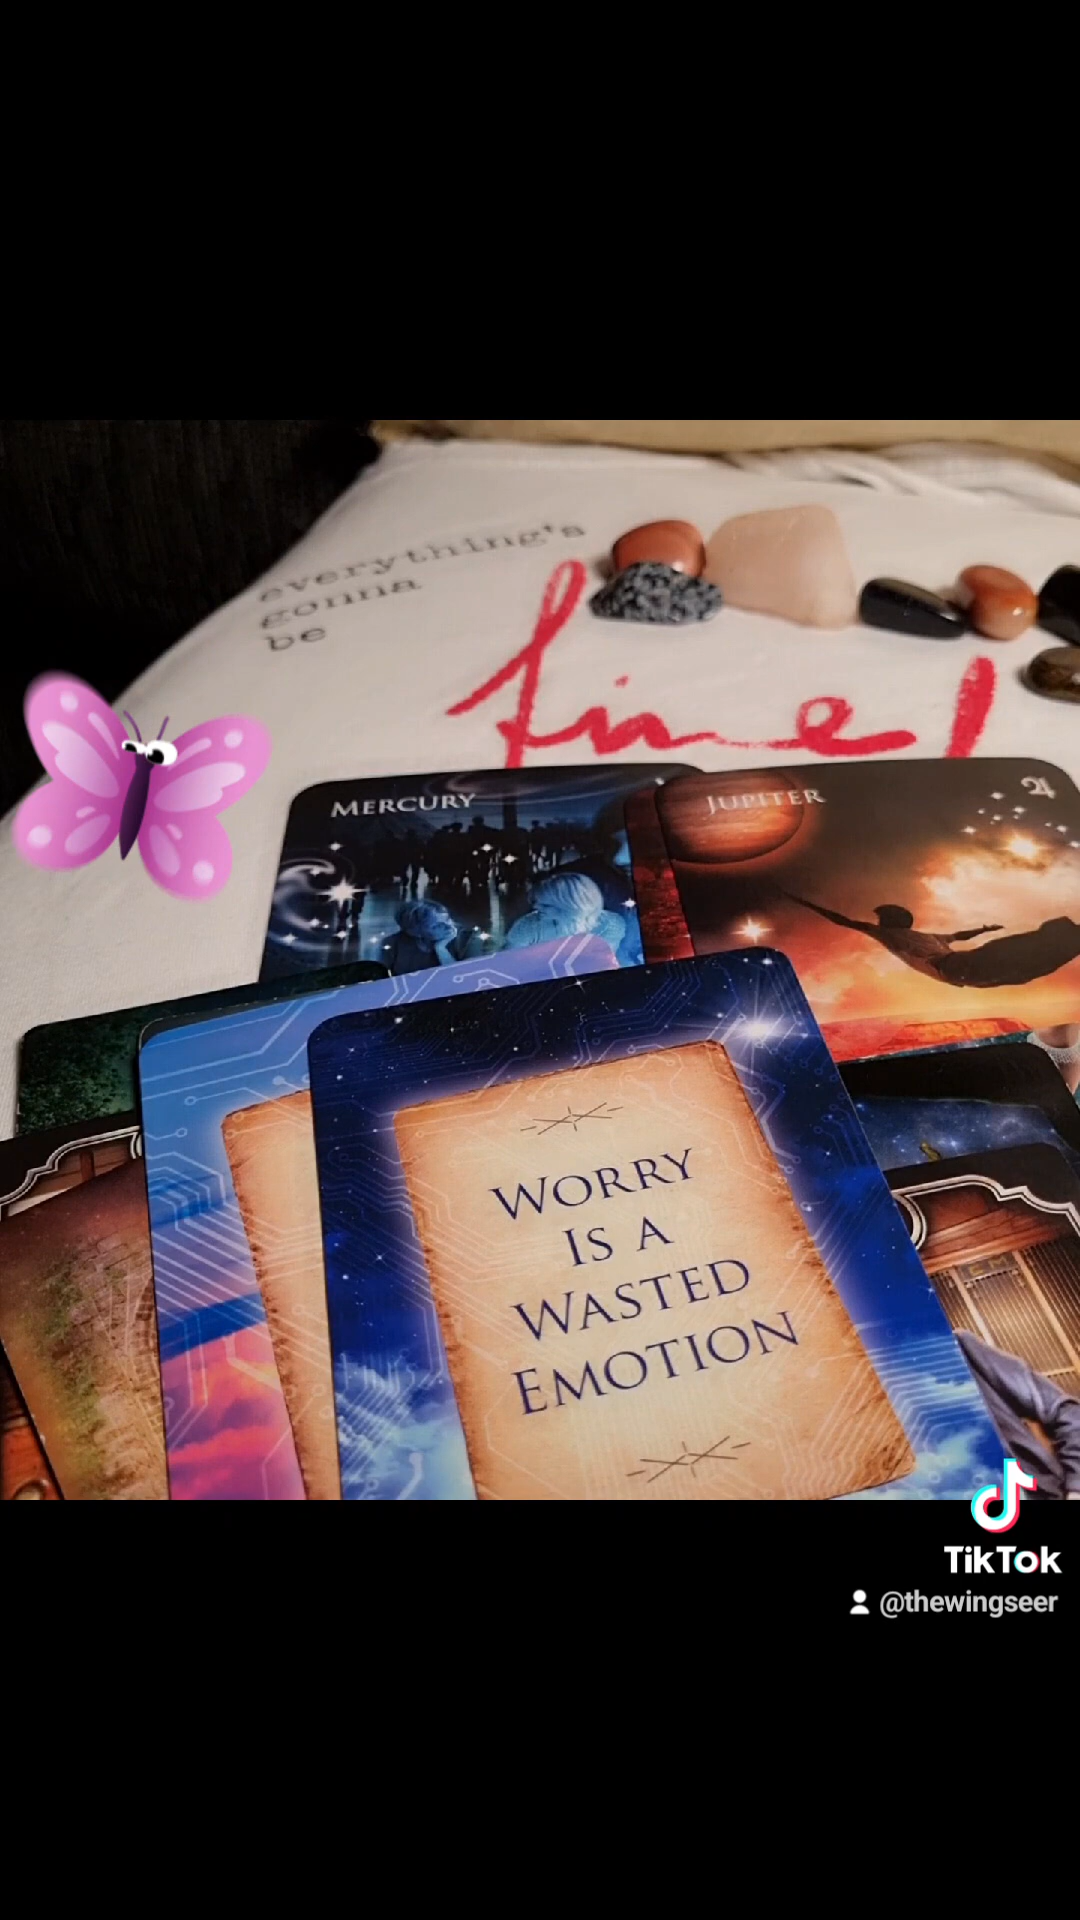 everything's
gonna
be
fine!
MERCURY
JUPITER
WORRY
IS A
WASTED
EMOTION
TikTok
@thewingseer